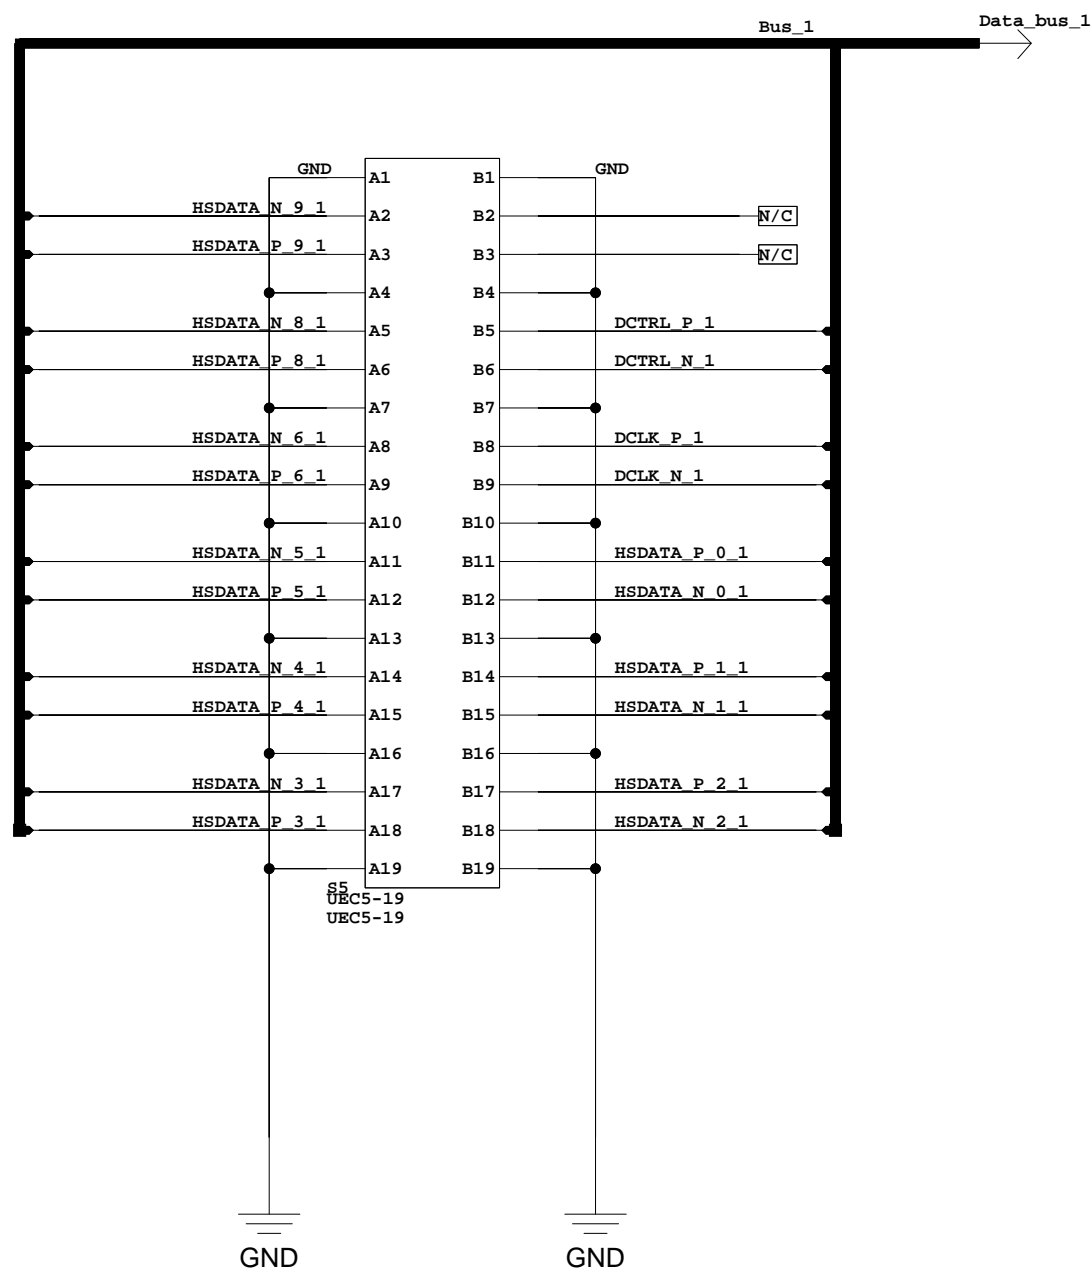 Data_bus_1
Bus_1
GND A1 B1 GND
HSDATA_N_9_1 A2 B2 N/C
HSDATA_P_9_1 A3 B3 N/C
A4 B4
HSDATA_N_8_1 A5 B5 DCTRL_P_1
HSDATA_P_8_1 A6 B6 DCTRL_N_1
A7 B7
HSDATA_N_6_1 A8 B8 DCLK_P_1
HSDATA_P_6_1 A9 B9 DCLK_N_1
A10 B10
HSDATA_N_5_1 A11 B11 HSDATA_P_0_1
HSDATA_P_5_1 A12 B12 HSDATA_N_0_1
A13 B13
HSDATA_N_4_1 A14 B14 HSDATA_P_1_1
HSDATA_P_4_1 A15 B15 HSDATA_N_1_1
A16 B16
HSDATA_N_3_1 A17 B17 HSDATA_P_2_1
HSDATA_P_3_1 A18 B18 HSDATA_N_2_1
A19 B19
S5
UEC5-19
UEC5-19
GND GND